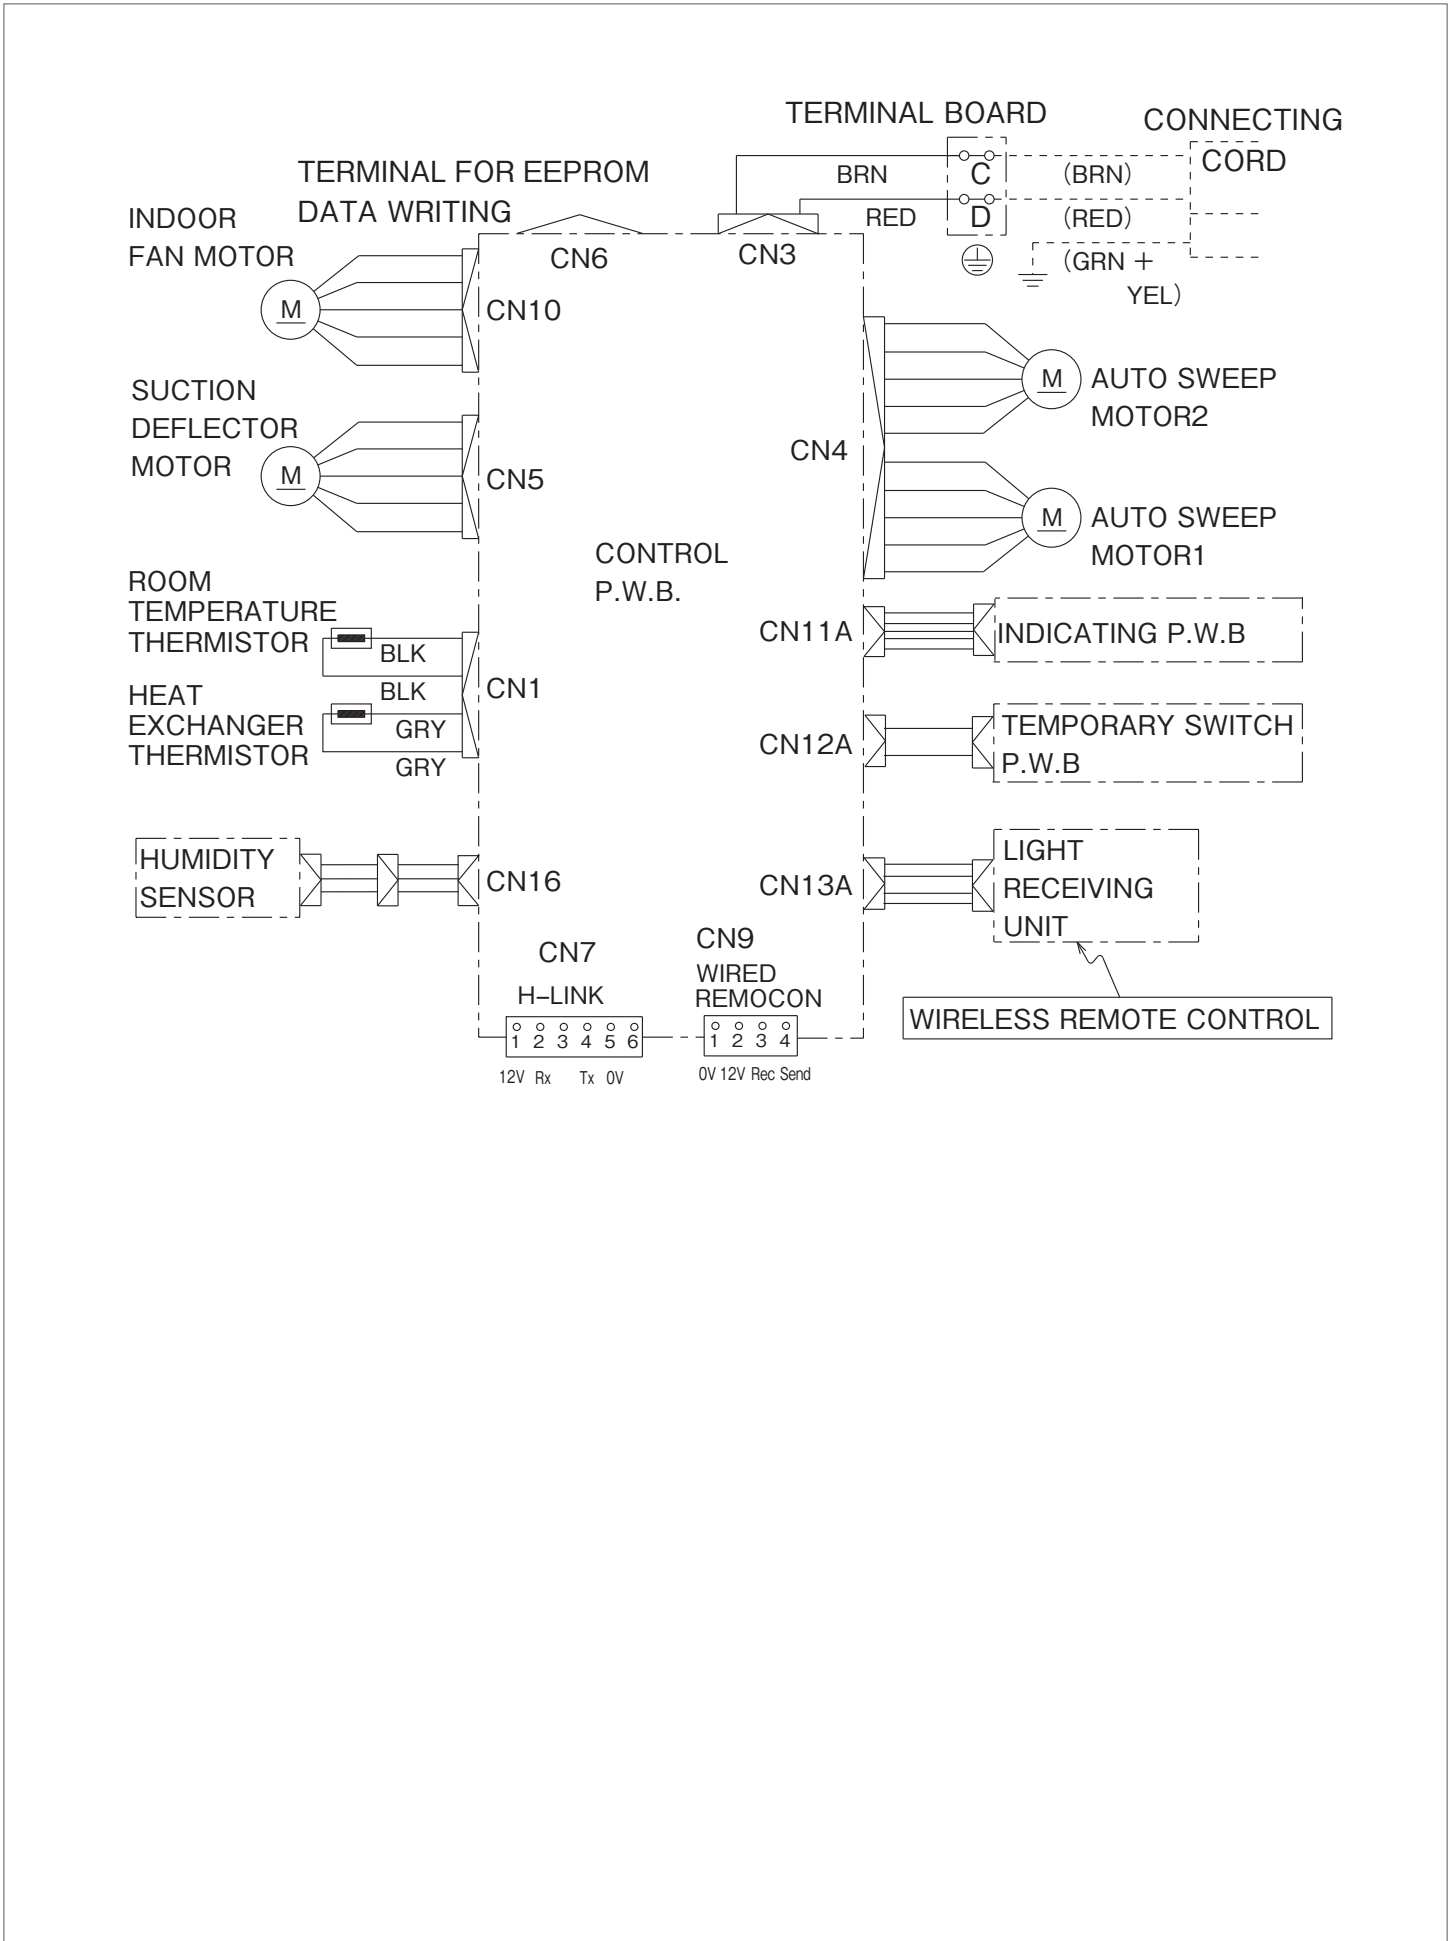 TERMINAL BOARD
CONNECTING
CORD
TERMINAL FOR EEPROM
DATA WRITING
BRN
C
(BRN)
RED
D
(RED)
(GRN +
YEL)
INDOOR
FAN MOTOR
M
CN6
CN3
CN10
SUCTION
DEFLECTOR
MOTOR
M
CN5
CN4
M
AUTO SWEEP
MOTOR2
M
AUTO SWEEP
MOTOR1
CONTROL
P.W.B.
ROOM
TEMPERATURE
THERMISTOR
BLK
BLK
HEAT
EXCHANGER
THERMISTOR
GRY
GRY
CN1
CN11A
INDICATING P.W.B
CN12A
TEMPORARY SWITCH
P.W.B
HUMIDITY
SENSOR
CN16
CN13A
LIGHT
RECEIVING
UNIT
CN7
H–LINK
1 2 3 4 5 6
12V Rx Tx 0V
CN9
WIRED
REMOCON
1 2 3 4
0V 12V Rec Send
WIRELESS REMOTE CONTROL